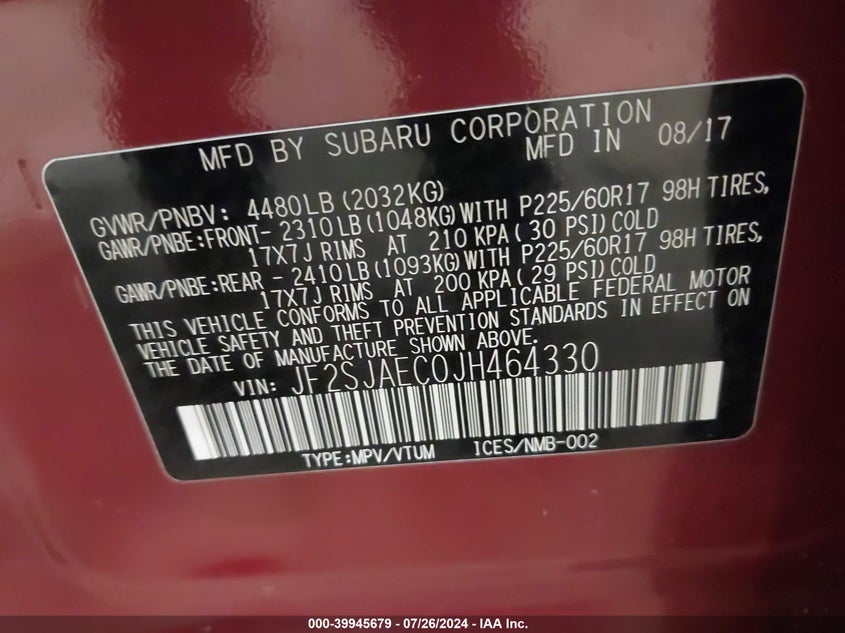 MFD BY SUBARU CORPORATION
MFD IN 08/17
GVWR/PNBV: 4480LB (2032KG)
GAWR/PNBE:FRONT- 2310LB (1048KG) WITH P225/60R17 98H TIRES,
17X7J RIMS AT 210 KPA ( 30 PSI) COLD
GAWR/PNBE:REAR - 2410LB (1093KG) WITH P225/60R17 98H TIRES,
17X7J RIMS AT 200 KPA ( 29 PSI) COLD
THIS VEHICLE CONFORMS TO ALL APPLICABLE FEDERAL MOTOR
VEHICLE SAFETY AND THEFT PREVENTION STANDARDS IN EFFECT ON
THE DATE OF MANUFACTURE SHOWN ABOVE.
VIN: JF2SJAEC0JH464330
TYPE:MPV/VTUM ICES/NMB-002
000-39945679 - 07/26/2024 - IAA Inc.